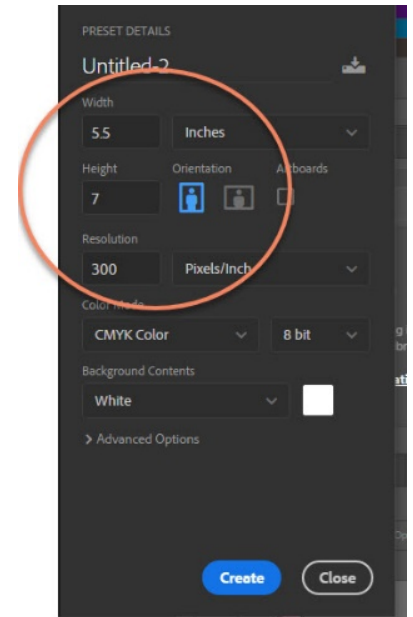 PRESET DETAILS
Untitled-2
Width
5.5 Inches
Height Orientation Artboards
7
Resolution
300 Pixels/Inch
Color Mode
CMYK Color 8 bit
Background Contents
White
Advanced Options
Create Close